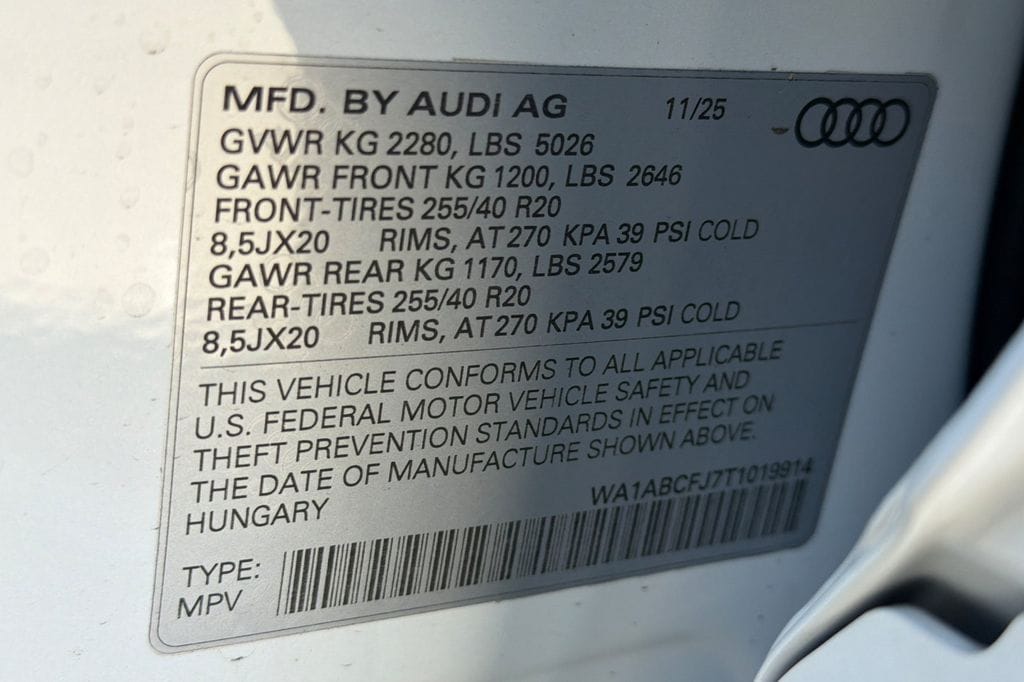 MFD. BY AUDI AG 11/25
GVWR KG 2280, LBS 5026
GAWR FRONT KG 1200, LBS 2646
FRONT-TIRES 255/40 R20
8,5JX20 RIMS, AT 270 KPA 39 PSI COLD
GAWR REAR KG 1170, LBS 2579
REAR-TIRES 255/40 R20
8,5JX20 RIMS, AT 270 KPA 39 PSI COLD
THIS VEHICLE CONFORMS TO ALL APPLICABLE
U.S. FEDERAL MOTOR VEHICLE SAFETY AND
THEFT PREVENTION STANDARDS IN EFFECT ON
THE DATE OF MANUFACTURE SHOWN ABOVE.
HUNGARY WA1ABCFJ7T1019914
TYPE:
MPV